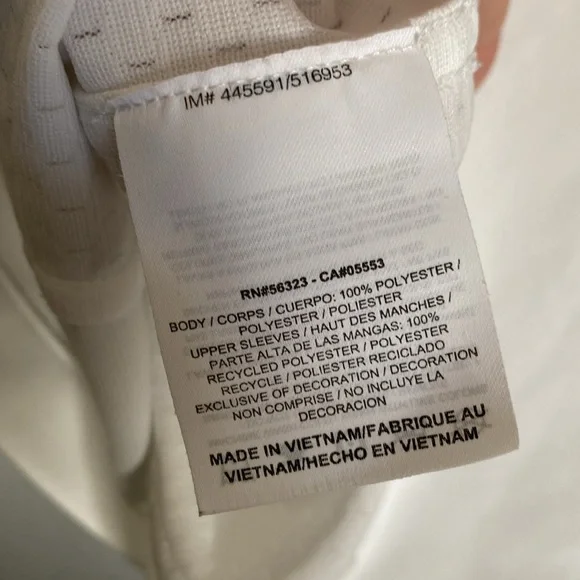 IM# 445591/516953
RN#56323 - CA#05553
BODY / CORPS / CUERPO: 100% POLYESTER /
POLYESTER / POLIESTER
UPPER SLEEVES / HAUT DES MANCHES /
PARTE ALTA DE LAS MANGAS: 100%
RECYCLED POLYESTER / POLYESTER
RECYCLE / POLIESTER RECICLADO
EXCLUSIVE OF DECORATION / DECORATION
NON COMPRISE / NO INCLUYE LA
DECORACION
MADE IN VIETNAM/FABRIQUE AU
VIETNAM/HECHO EN VIETNAM